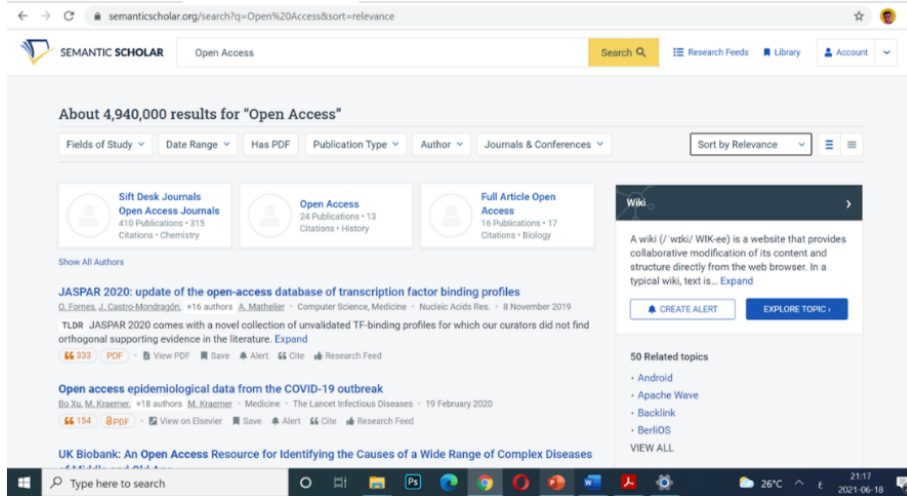 semanticscholar.org/search?q=Open%20Access&sort=relevance
SEMANTIC SCHOLAR
Open Access
Search
Research Feeds
Library
Account
About 4,940,000 results for “Open Access”
Fields of Study
Date Range
Has PDF
Publication Type
Author
Journals & Conferences
Sort by Relevance
Sift Desk Journals
Open Access Journals
410 Publications • 315
Citations • Chemistry
Open Access
24 Publications • 13
Citations • History
Full Article Open
Access
16 Publications • 17
Citations • Biology
Show All Authors
JASPAR 2020: update of the open-access database of transcription factor binding profiles
O. Fornes, J. Castro-Mondragón, +16 authors A. Mathelier • Computer Science, Medicine • Nucleic Acids Res. • 8 November 2019
TLDR JASPAR 2020 comes with a novel collection of unvalidated TF-binding profiles for which our curators did not find
orthogonal supporting evidence in the literature. Expand
333 PDF • View PDF Save Alert Cite Research Feed
Open access epidemiological data from the COVID-19 outbreak
Bo Xu, M. Kraemer, +18 authors M. Kraemer • Medicine • The Lancet Infectious Diseases • 19 February 2020
154 PDF • View on Elsevier Save Alert Cite Research Feed
UK Biobank: An Open Access Resource for Identifying the Causes of a Wide Range of Complex Diseases
of Middle and Old Age
Wiki
A wiki (/ˈwɪki/ WIK-ee) is a website that provides
collaborative modification of its content and
structure directly from the web browser. In a
typical wiki, text is... Expand
CREATE ALERT
EXPLORE TOPIC
50 Related topics
Android
Apache Wave
Backlink
BerliOS
VIEW ALL
Type here to search
26°C
21:17
2021-06-18